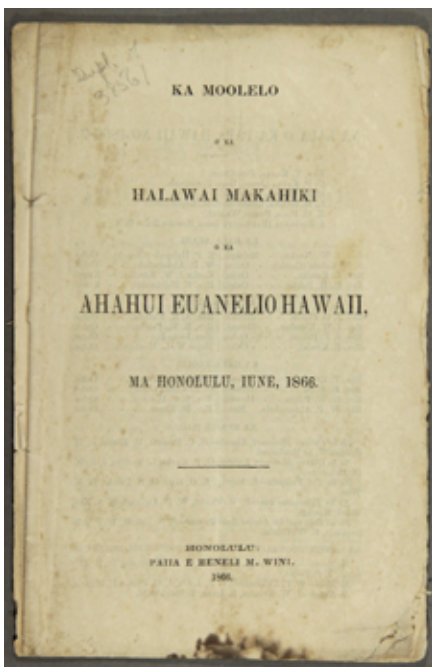 KA MOOLELO
O KA
HALAWAI MAKAHIKI
O KA
AHAHUI EUANELIO HAWAII,
MA HONOLULU, IUNE, 1866.
HONOLULU:
PAIIA E HENELI M. WINI.
1866.